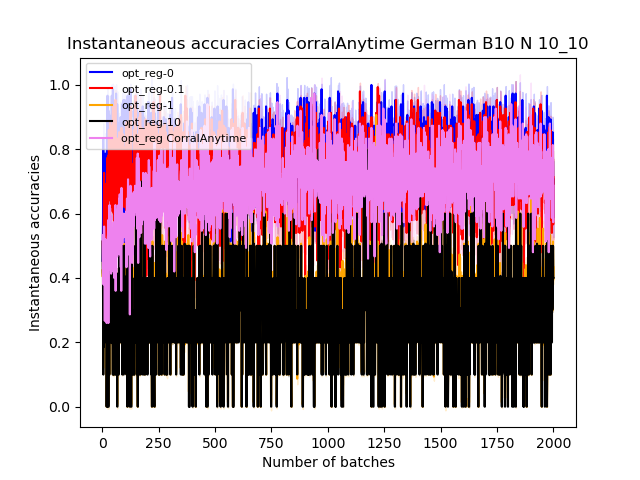 Instantaneous accuracies CorralAnytime German B10 N 10_10
opt_reg-0
opt_reg-0.1
opt_reg-1
opt_reg-10
opt_reg CorralAnytime
1.0
0.8
0.6
0.4
0.2
0.0
Instantaneous accuracies
0 250 500 750 1000 1250 1500 1750 2000
Number of batches